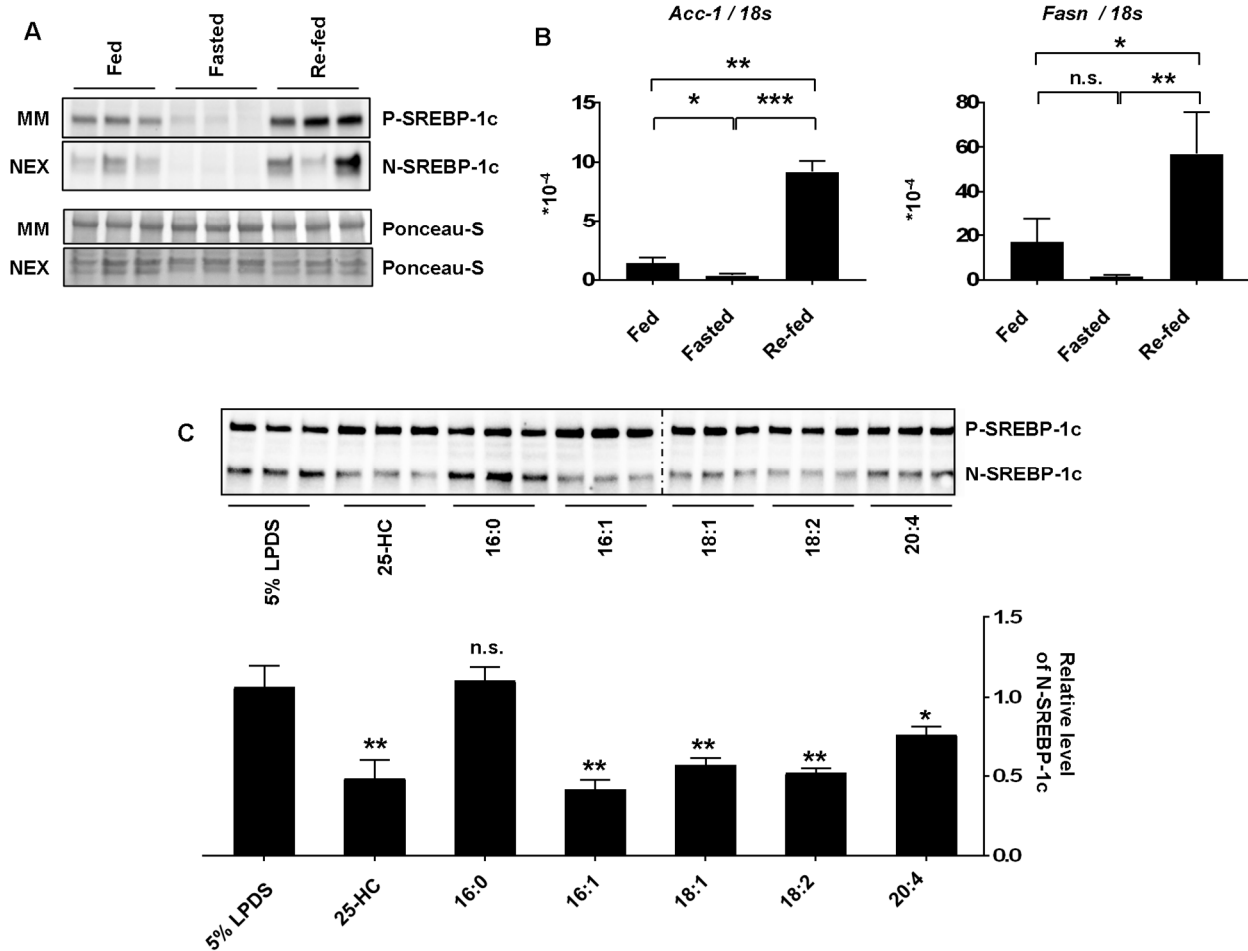 A
Fed
Fasted
Re-fed
MM
P-SREBP-1c
NEX
N-SREBP-1c
MM
Ponceau-S
NEX
Ponceau-S
B
Acc-1 / 18s
**
*
***
15
10
5
0
*10-4
Fed
Fasted
Re-fed
Fasn / 18s
*
n.s.
**
80
60
40
20
0
*10-4
Fed
Fasted
Re-fed
C
P-SREBP-1c
N-SREBP-1c
5% LPDS
25-HC
16:0
16:1
18:1
18:2
20:4
**
n.s.
**
**
**
*
1.5
1.0
0.5
0.0
Relative level
of N-SREBP-1c
5% LPDS
25-HC
16:0
16:1
18:1
18:2
20:4